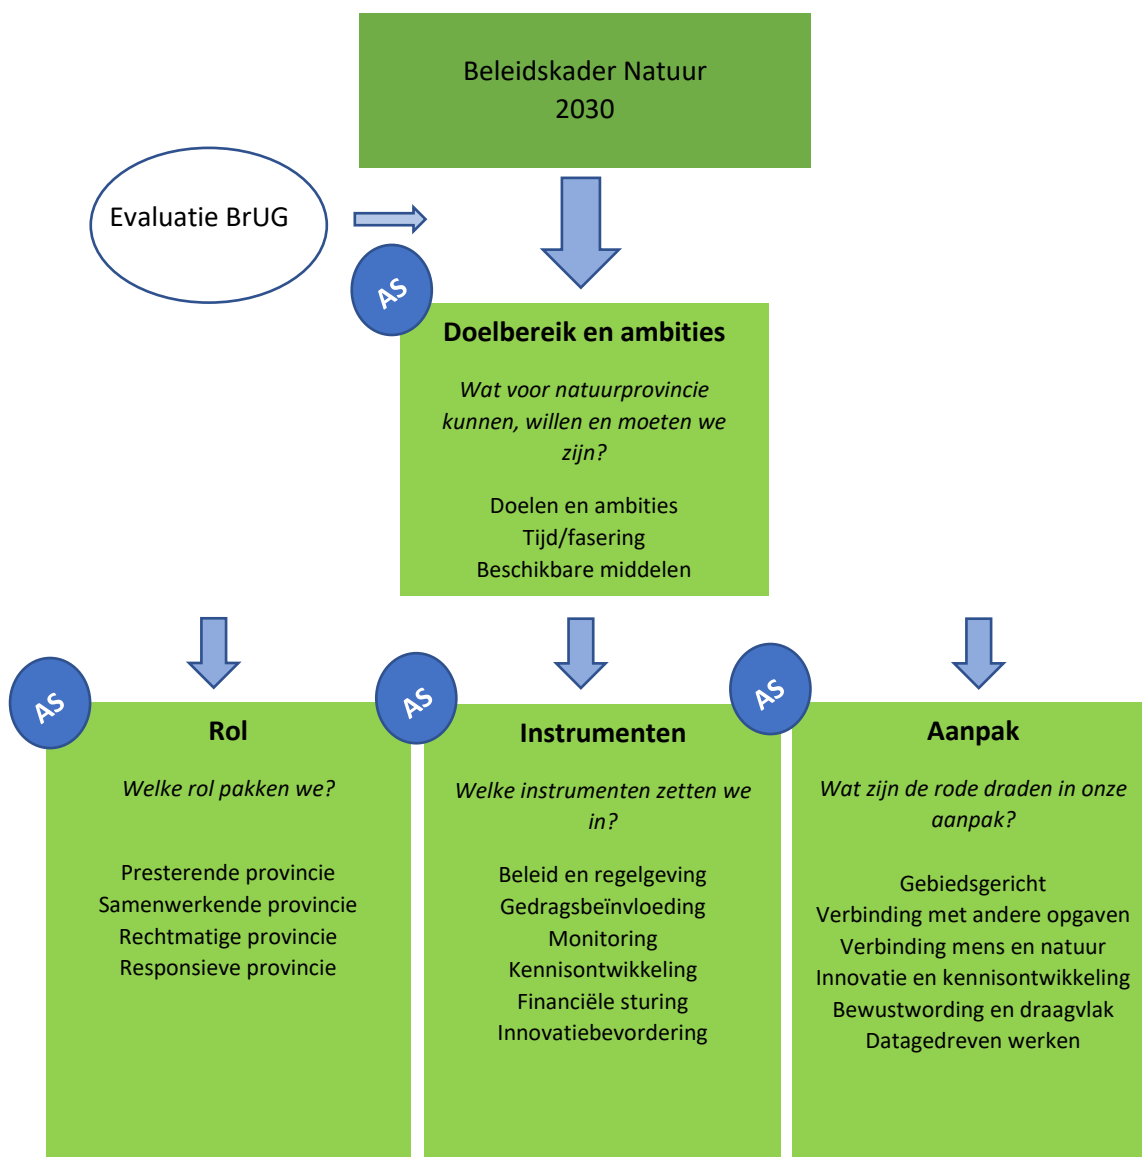 Beleidskader Natuur
2030
Evaluatie BrUG
AS
Doelbereik en ambities
Wat voor natuurprovincie
kunnen, willen en moeten we
zijn?
Doelen en ambities
Tijd/fasering
Beschikbare middelen
AS
Rol
Welke rol pakken we?
Presterende provincie
Samenwerkende provincie
Rechtmatige provincie
Responsieve provincie
AS
Instrumenten
Welke instrumenten zetten we
in?
Beleid en regelgeving
Gedragsbeïnvloeding
Monitoring
Kennisontwikkeling
Financiële sturing
Innovatiebevordering
AS
Aanpak
Wat zijn de rode draden in onze
aanpak?
Gebiedsgericht
Verbinding met andere opgaven
Verbinding mens en natuur
Innovatie en kennisontwikkeling
Bewustwording en draagvlak
Datagedreven werken